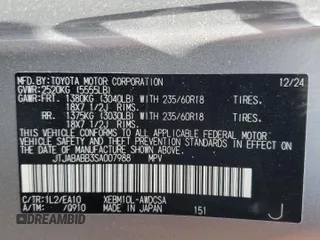 MFD. BY: TOYOTA MOTOR CORPORATION 12/24
GVWR: 2520KG (5555LB)
GAWR: FRT. 1380KG (3040LB) WITH 235/60R18 TIRES.
18X7 1/2J RIMS.
RR. 1375KG (3030LB) WITH 235/60R18 TIRES.
18X7 1/2J RIMS.
THIS VEHICLE CONFORMS TO ALL APPLICABLE FEDERAL MOTOR VEHICLE SAFETY AND THEFT PREVENTION STANDARDS IN EFFECT ON THE DATE OF MANUFACTURE SHOWN ABOVE.
JTJABABB3SA007988 MPV
C/TR: 1L2/EA10 XEBM10L-AWDCSA
A/TM: /Q910 MADE IN JAPAN 151 J